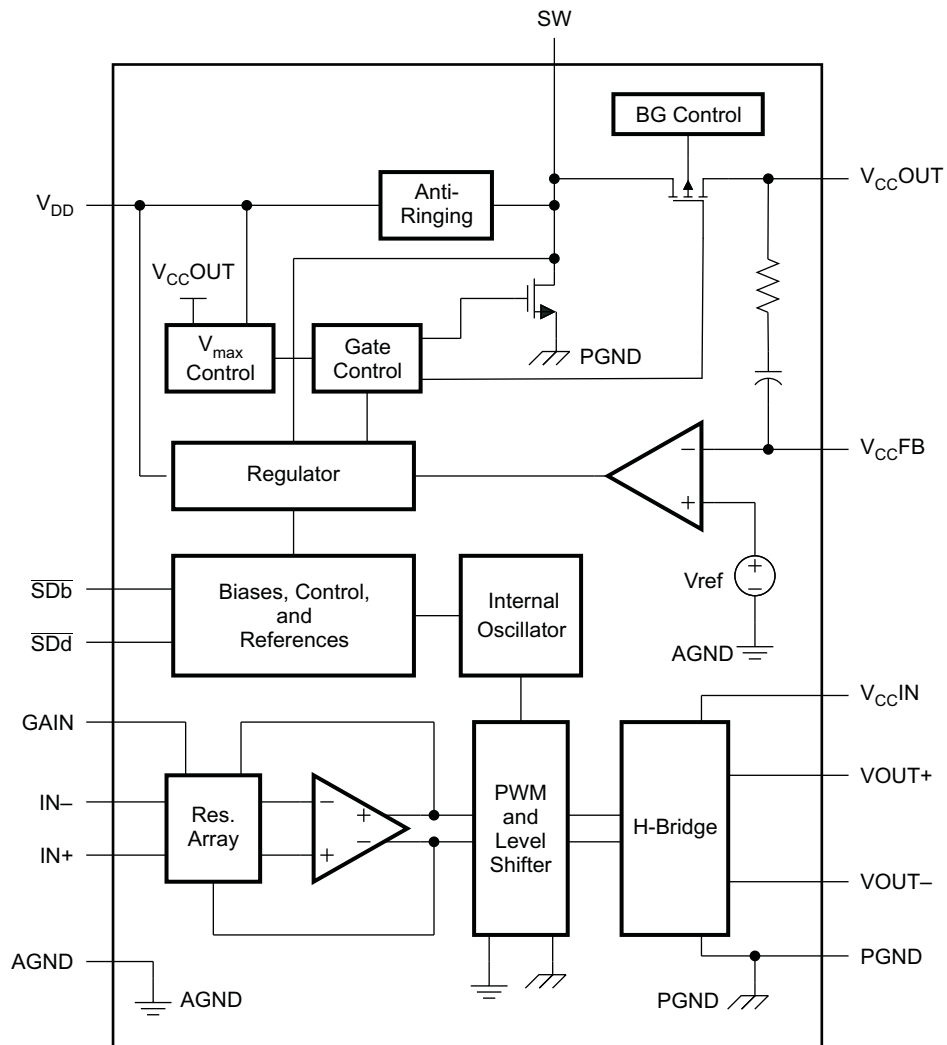 SW
BG Control
V_CCOUT
V_DD
Anti-
Ringing
V_CCOUT
V_max
Control
Gate
Control
PGND
V_CCFB
−
+
Regulator
Vref
+
−
AGND
S̅D̅b̅
S̅D̅d̅
Biases, Control,
and
References
Internal
Oscillator
V_CCIN
GAIN
IN–
IN+
Res.
Array
−
+
+
−
PWM
and
Level
Shifter
H-Bridge
VOUT+
VOUT–
AGND
AGND
PGND
PGND